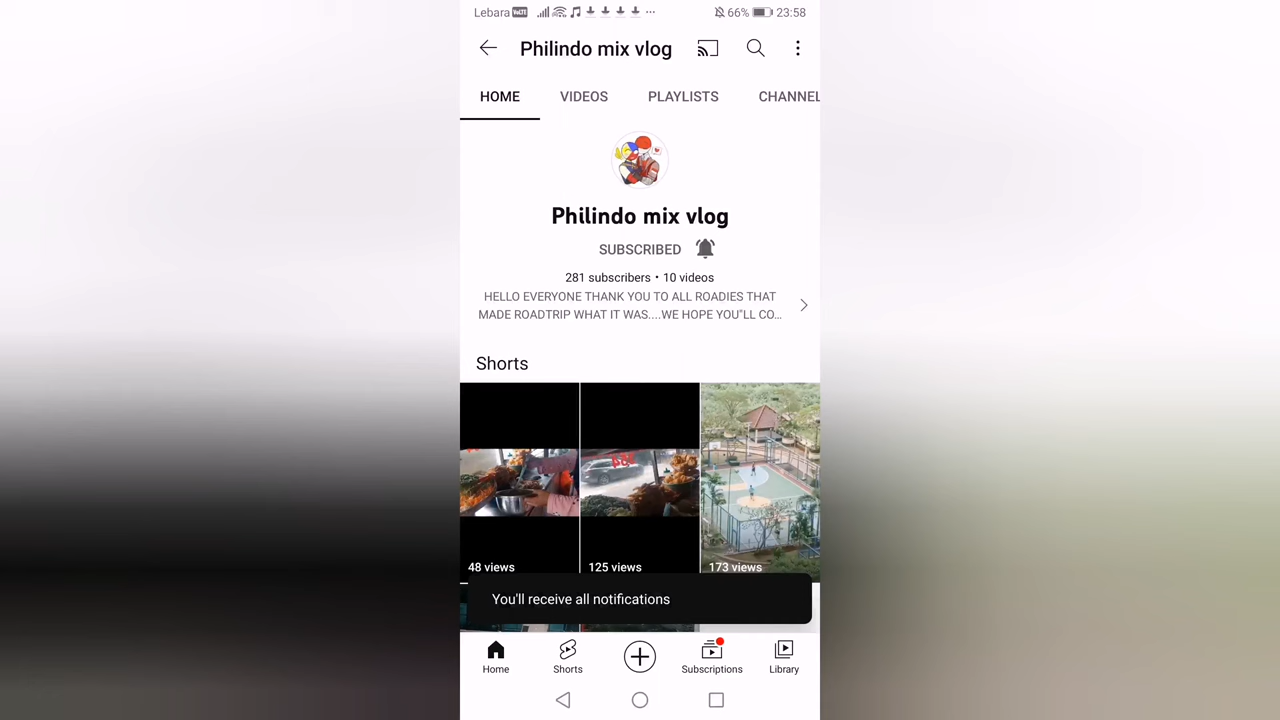 Lebara VoLTE 66% 23:58
Philindo mix vlog
HOME VIDEOS PLAYLISTS CHANNEL
Philindo mix vlog
SUBSCRIBED
281 subscribers • 10 videos
HELLO EVERYONE THANK YOU TO ALL ROADIES THAT
MADE ROADTRIP WHAT IT WAS....WE HOPE YOU"LL CO...
Shorts
48 views 125 views 173 views
You'll receive all notifications
Home Shorts Subscriptions Library